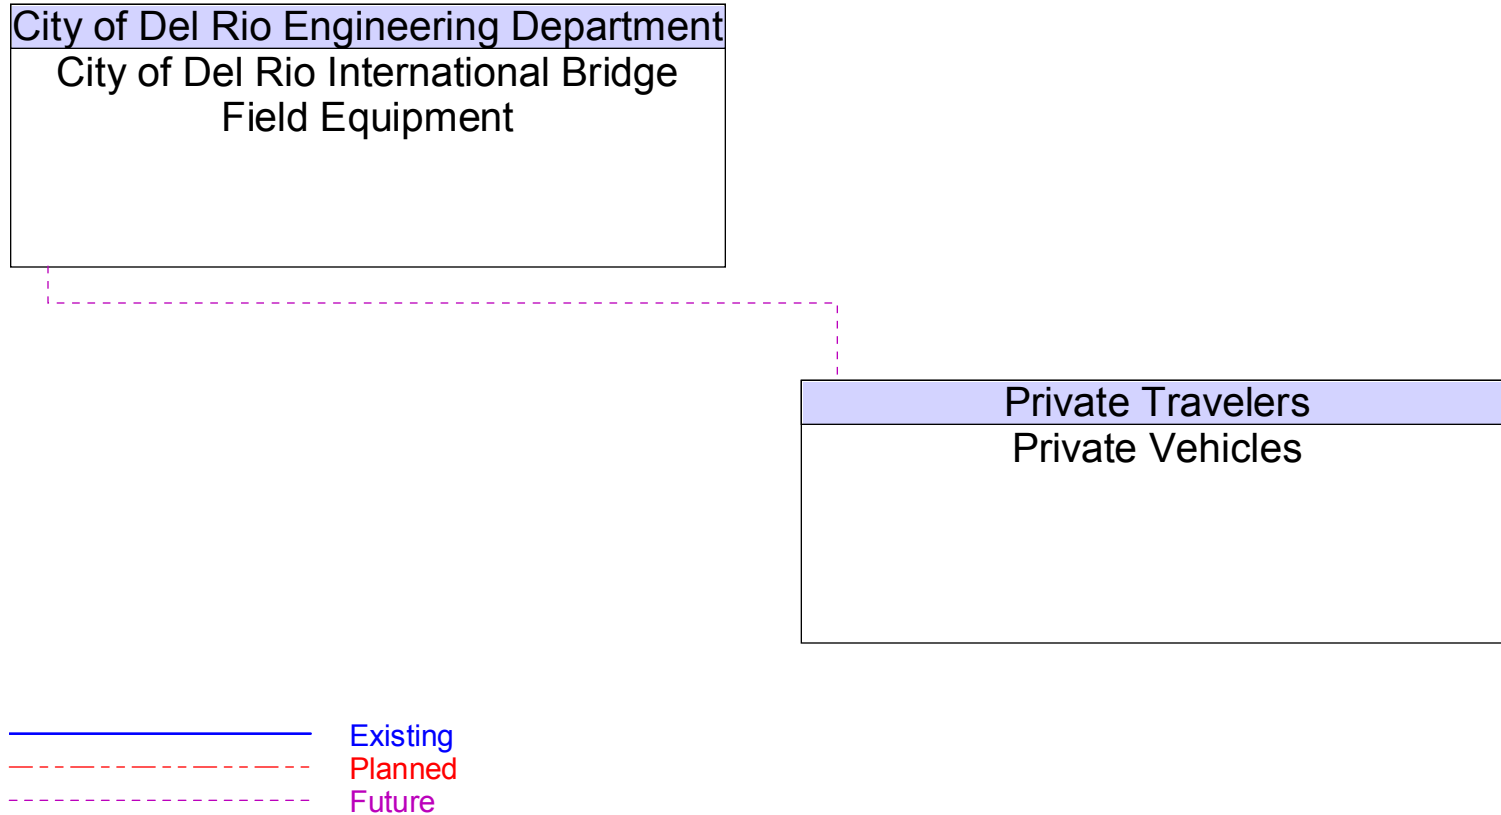 City of Del Rio Engineering Department
City of Del Rio International Bridge
Field Equipment
Private Travelers
Private Vehicles
Existing
Planned
Future